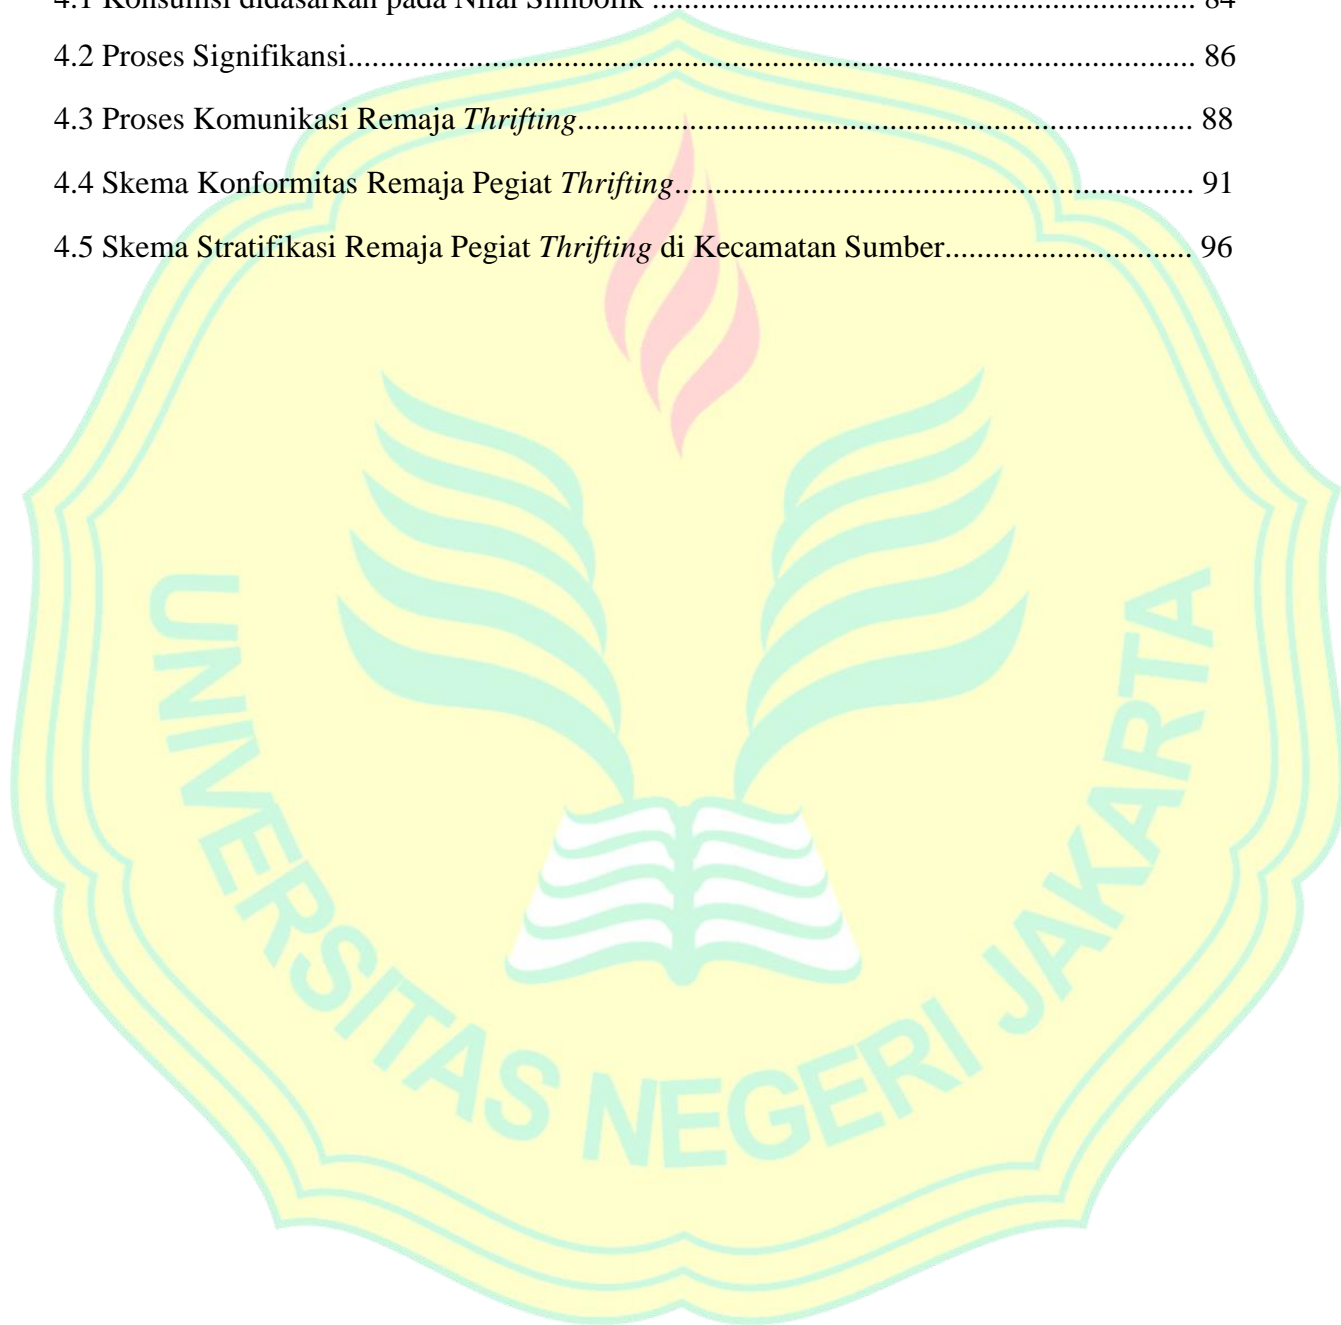 4.1 Konsumsi didasarkan pada Nilai Simbolik .................................................................... 84
4.2 Proses Signifikansi.......................................................................................................... 86
4.3 Proses Komunikasi Remaja Thrifting............................................................................. 88
4.4 Skema Konformitas Remaja Pegiat Thrifting................................................................. 91
4.5 Skema Stratifikasi Remaja Pegiat Thrifting di Kecamatan Sumber............................... 96
UNIVERSITAS NEGERI JAKARTA